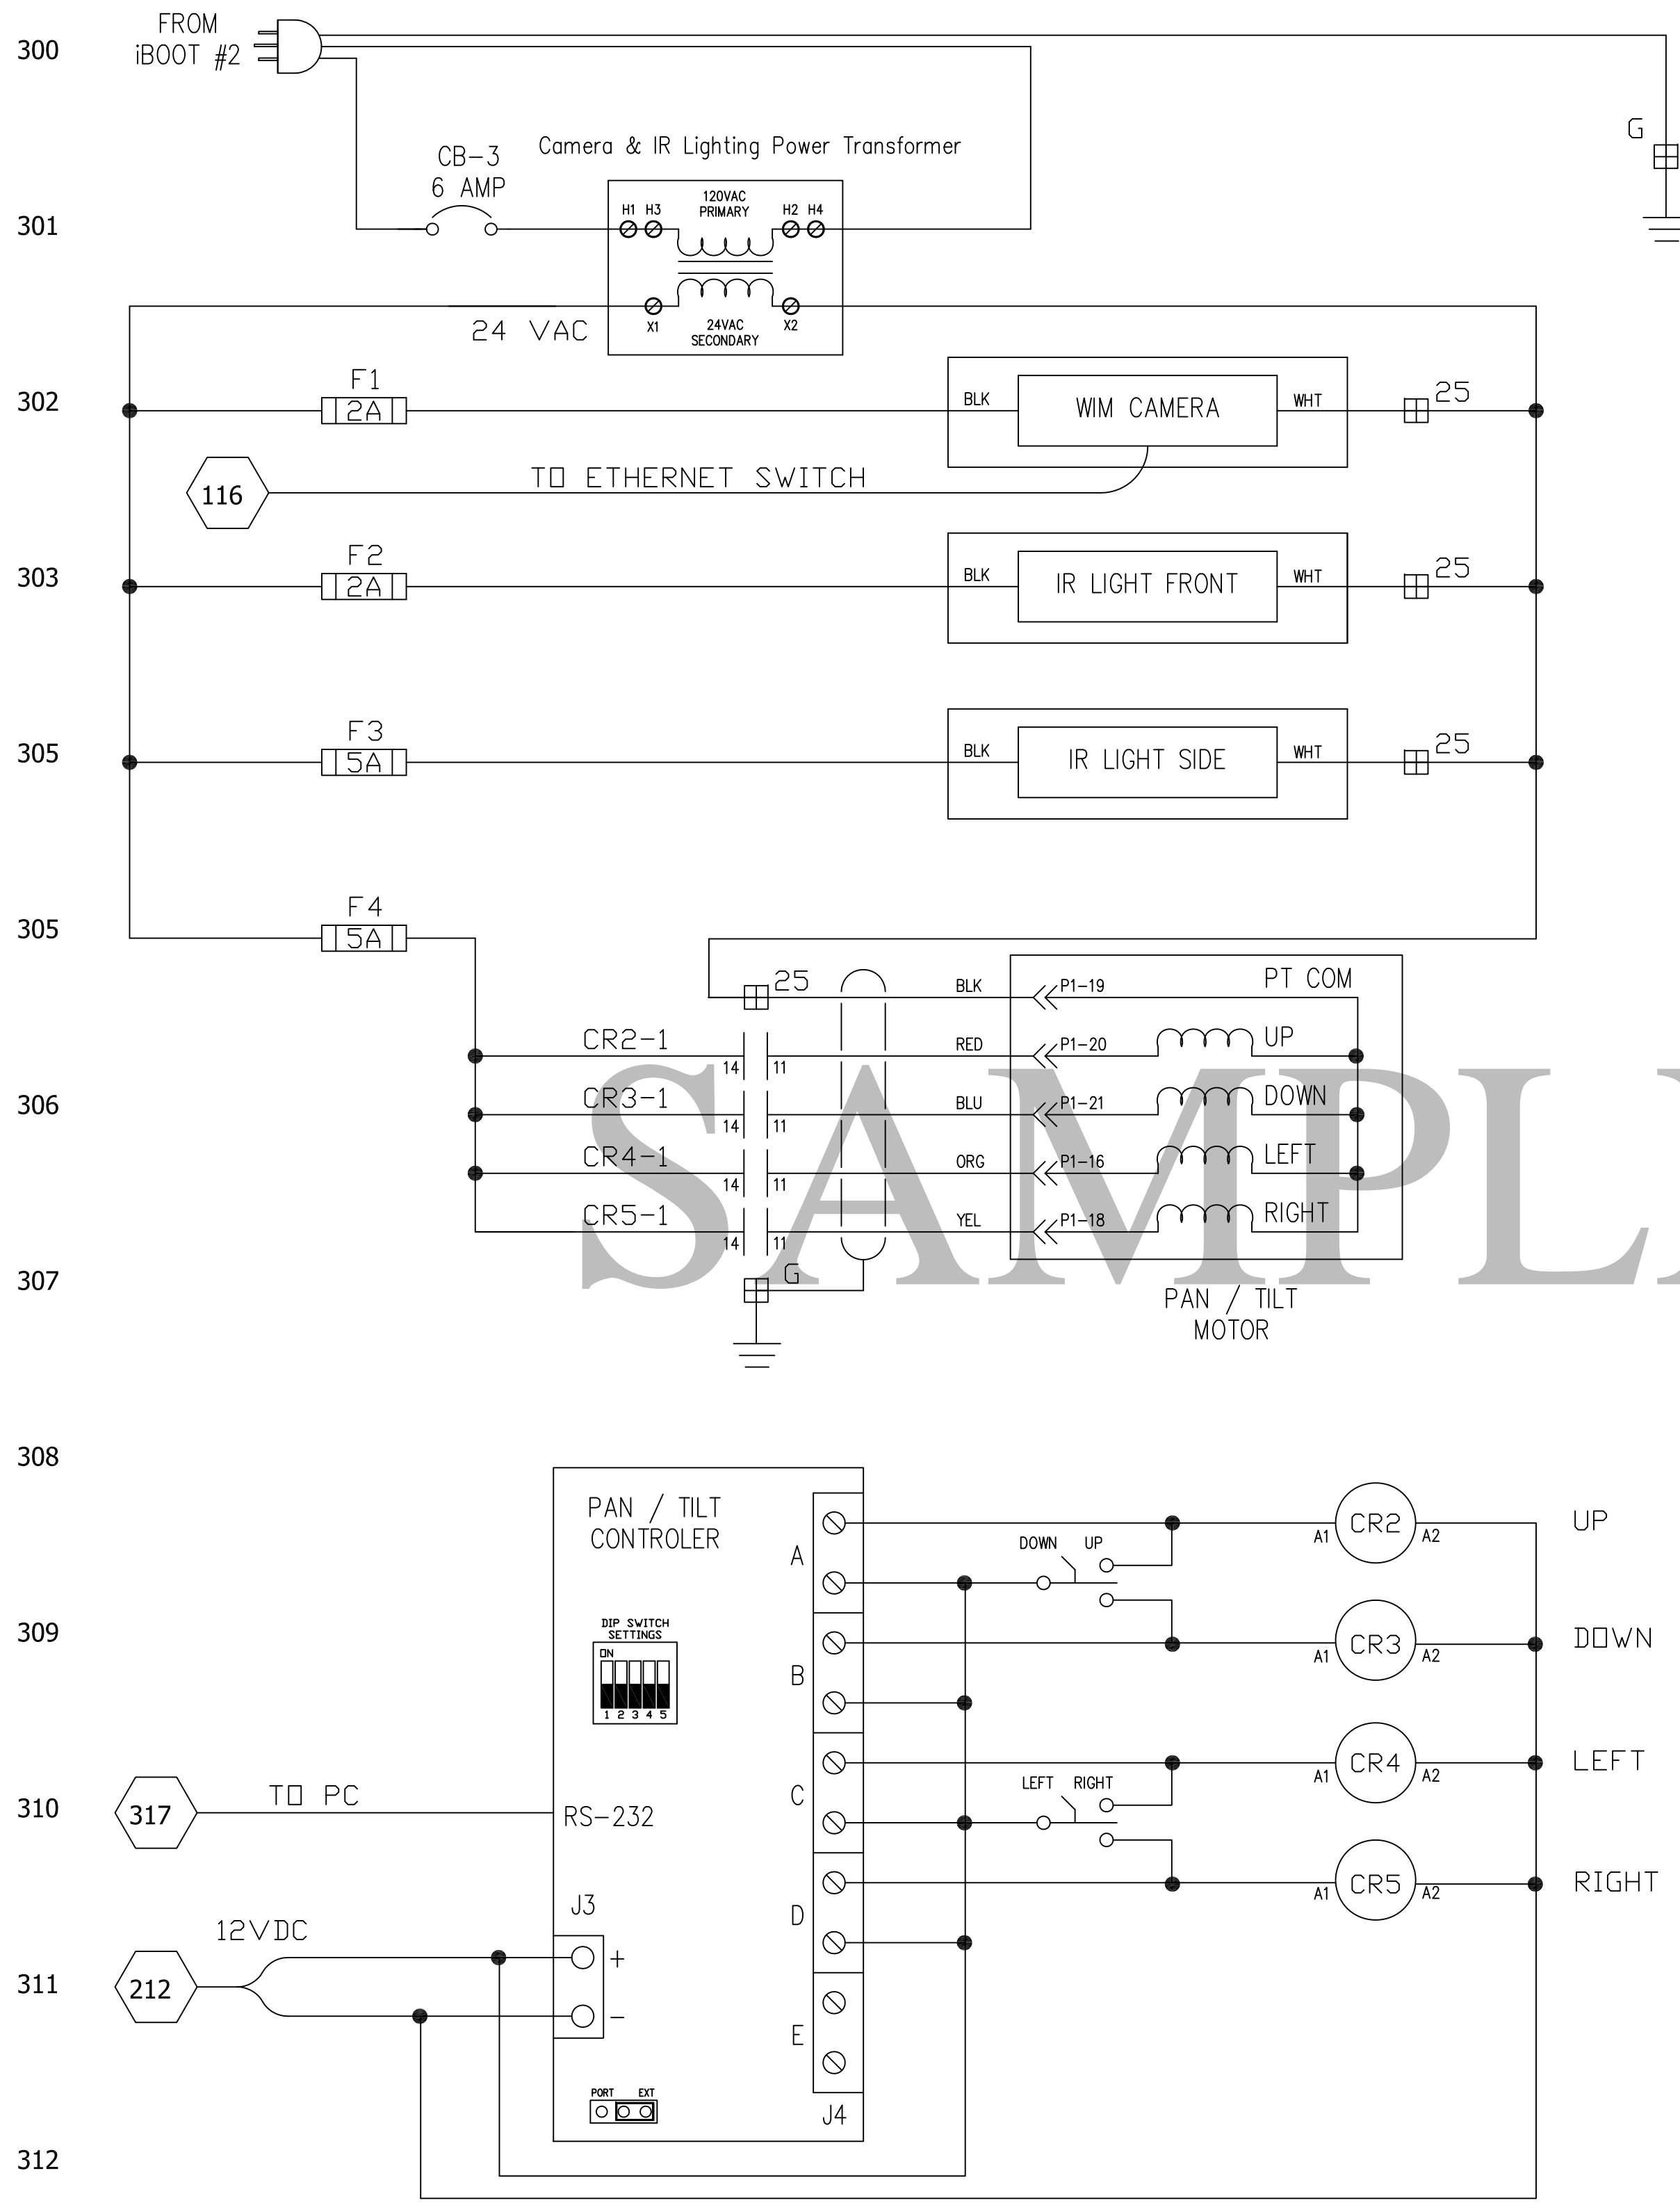 300
FROM
iBOOT #2
G
CB-3
6 AMP
Camera & IR Lighting Power Transformer
301
H1 H3
120VAC
PRIMARY
H2 H4
24 VAC
X1
24VAC
SECONDARY
X2
302
F1
2A
BLK
WIM CAMERA
WHT
25
116
TO ETHERNET SWITCH
303
F2
2A
BLK
IR LIGHT FRONT
WHT
25
305
F3
5A
BLK
IR LIGHT SIDE
WHT
25
305
F4
5A
25
BLK
P1-19
PT COM
CR2-1
14
11
RED
P1-20
UP
306
CR3-1
14
11
BLU
P1-21
DOWN
CR4-1
14
11
ORG
P1-16
LEFT
CR5-1
14
11
YEL
P1-18
RIGHT
SAMPL
307
G
PAN / TILT
MOTOR
308
PAN / TILT
CONTROLER
A
DOWN UP
A1
CR2
A2
UP
309
DIP SWITCH
SETTINGS
ON
1 2 3 4 5
B
A1
CR3
A2
DOWN
310
317
TO PC
RS-232
C
LEFT RIGHT
A1
CR4
A2
LEFT
J3
D
A1
CR5
A2
RIGHT
311
212
12VDC
+
-
E
PORT EXT
J4
312